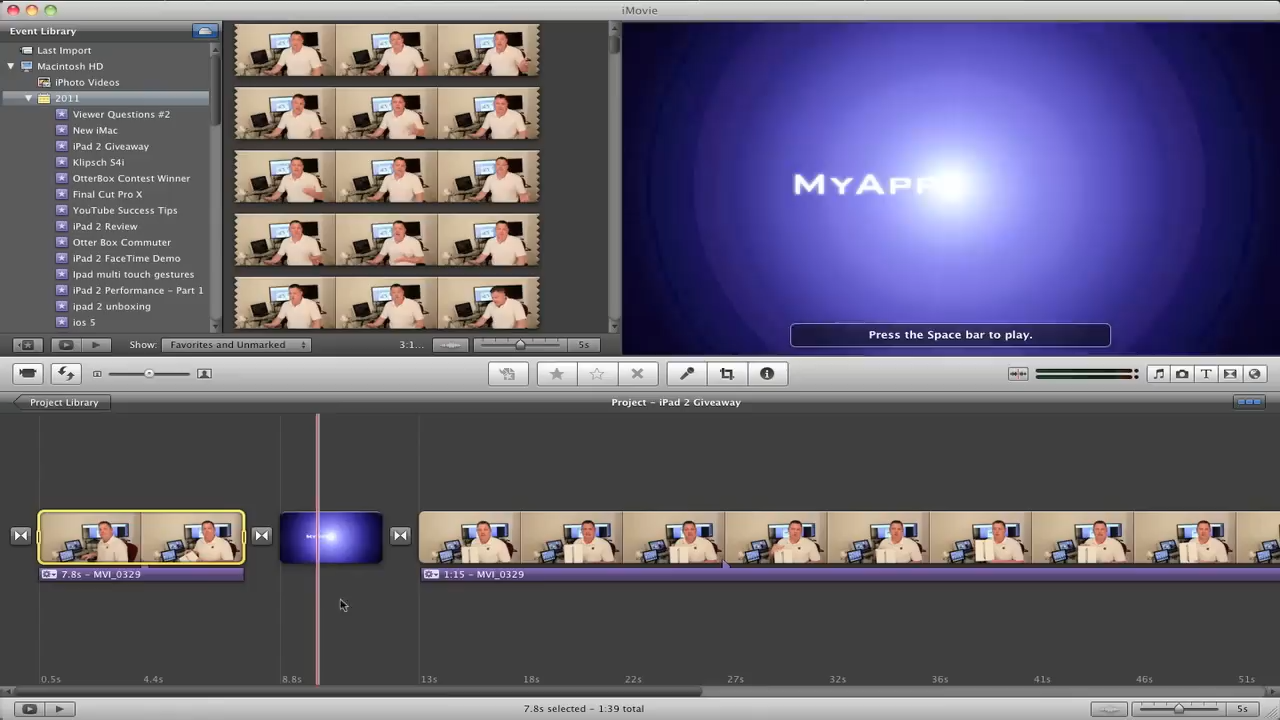 iMovie
Event Library
Last Import
Macintosh HD
iPhoto Videos
2011
Viewer Questions #2
New iMac
iPad 2 Giveaway
Klipsch S4i
OtterBox Contest Winner
Final Cut Pro X
YouTube Success Tips
iPad 2 Review
Otter Box Commuter
iPad 2 FaceTime Demo
Ipad multi touch gestures
iPad 2 Performance – Part 1
ipad 2 unboxing
ios 5
MyApp
Press the Space bar to play.
Show: Favorites and Unmarked
3:1...
5s
Project Library
Project – iPad 2 Giveaway
7.8s – MVI_0329
1:15 – MVI_0329
0.5s 4.4s 8.8s 13s 18s 22s 27s 32s 36s 41s 46s 51s
7.8s selected – 1:39 total
5s